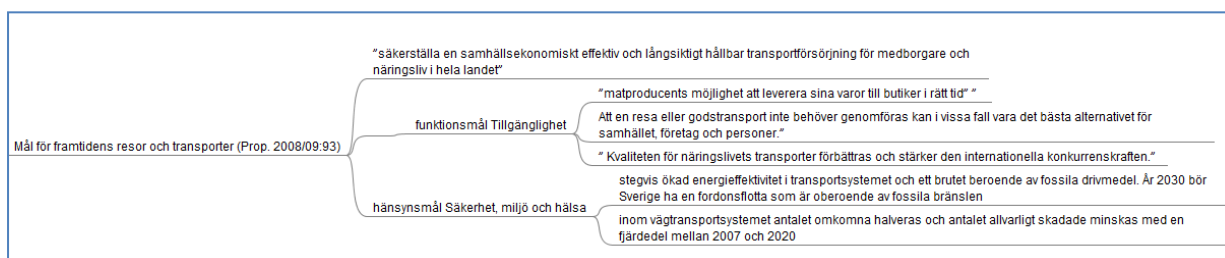 "säkerställa en samhällsekonomiskt effektiv och långsiktigt hållbar transportförsörjning för medborgare och
näringsliv i hela landet"
"matproducents möjlighet att leverera sina varor till butiker i rätt tid" "
funktionsmål Tillgänglighet
Att en resa eller godstransport inte behöver genomföras kan i vissa fall vara det bästa alternativet för
samhället, företag och personer."
Mål för framtidens resor och transporter (Prop. 2008/09:93)
" Kvaliteten för näringslivets transporter förbättras och stärker den internationella konkurrenskraften."
hänsynsmål Säkerhet, miljö och hälsa
stegvis ökad energieffektivitet i transportsystemet och ett brutet beroende av fossila drivmedel. År 2030 bör
Sverige ha en fordonsflotta som är oberoende av fossila bränslen
inom vägtransportsystemet antalet omkomna halveras och antalet allvarligt skadade minskas med en
fjärdedel mellan 2007 och 2020